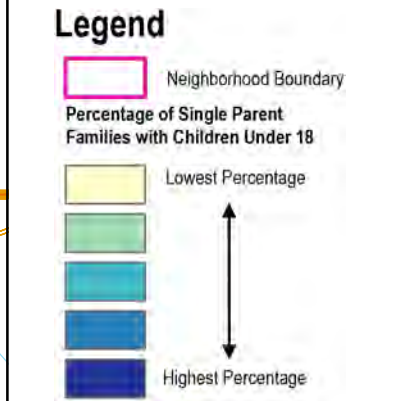 Legend
Neighborhood Boundary
Percentage of Single Parent
Families with Children Under 18
Lowest Percentage
Highest Percentage